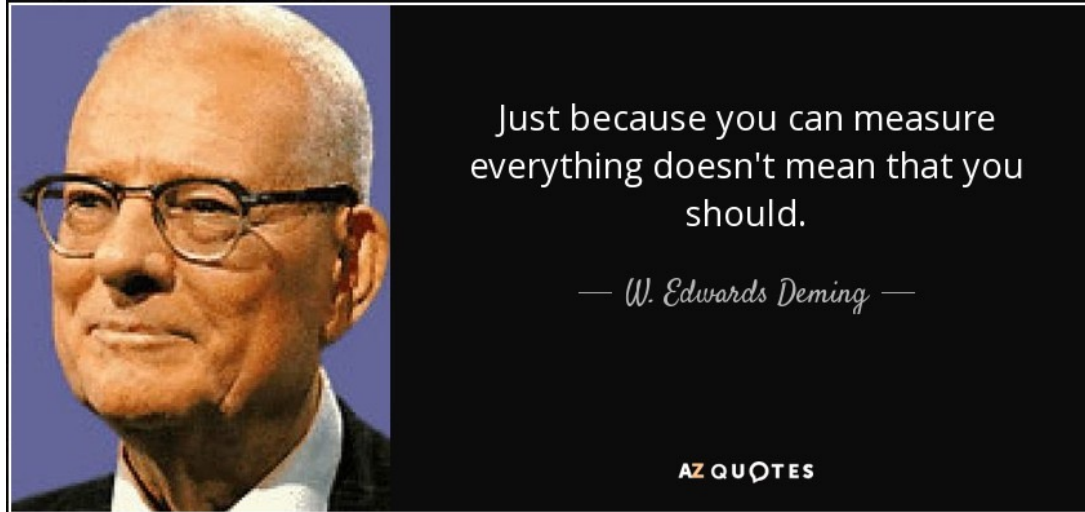 Just because you can measure
everything doesn't mean that you
should.
— W. Edwards Deming —
AZ QUOTES